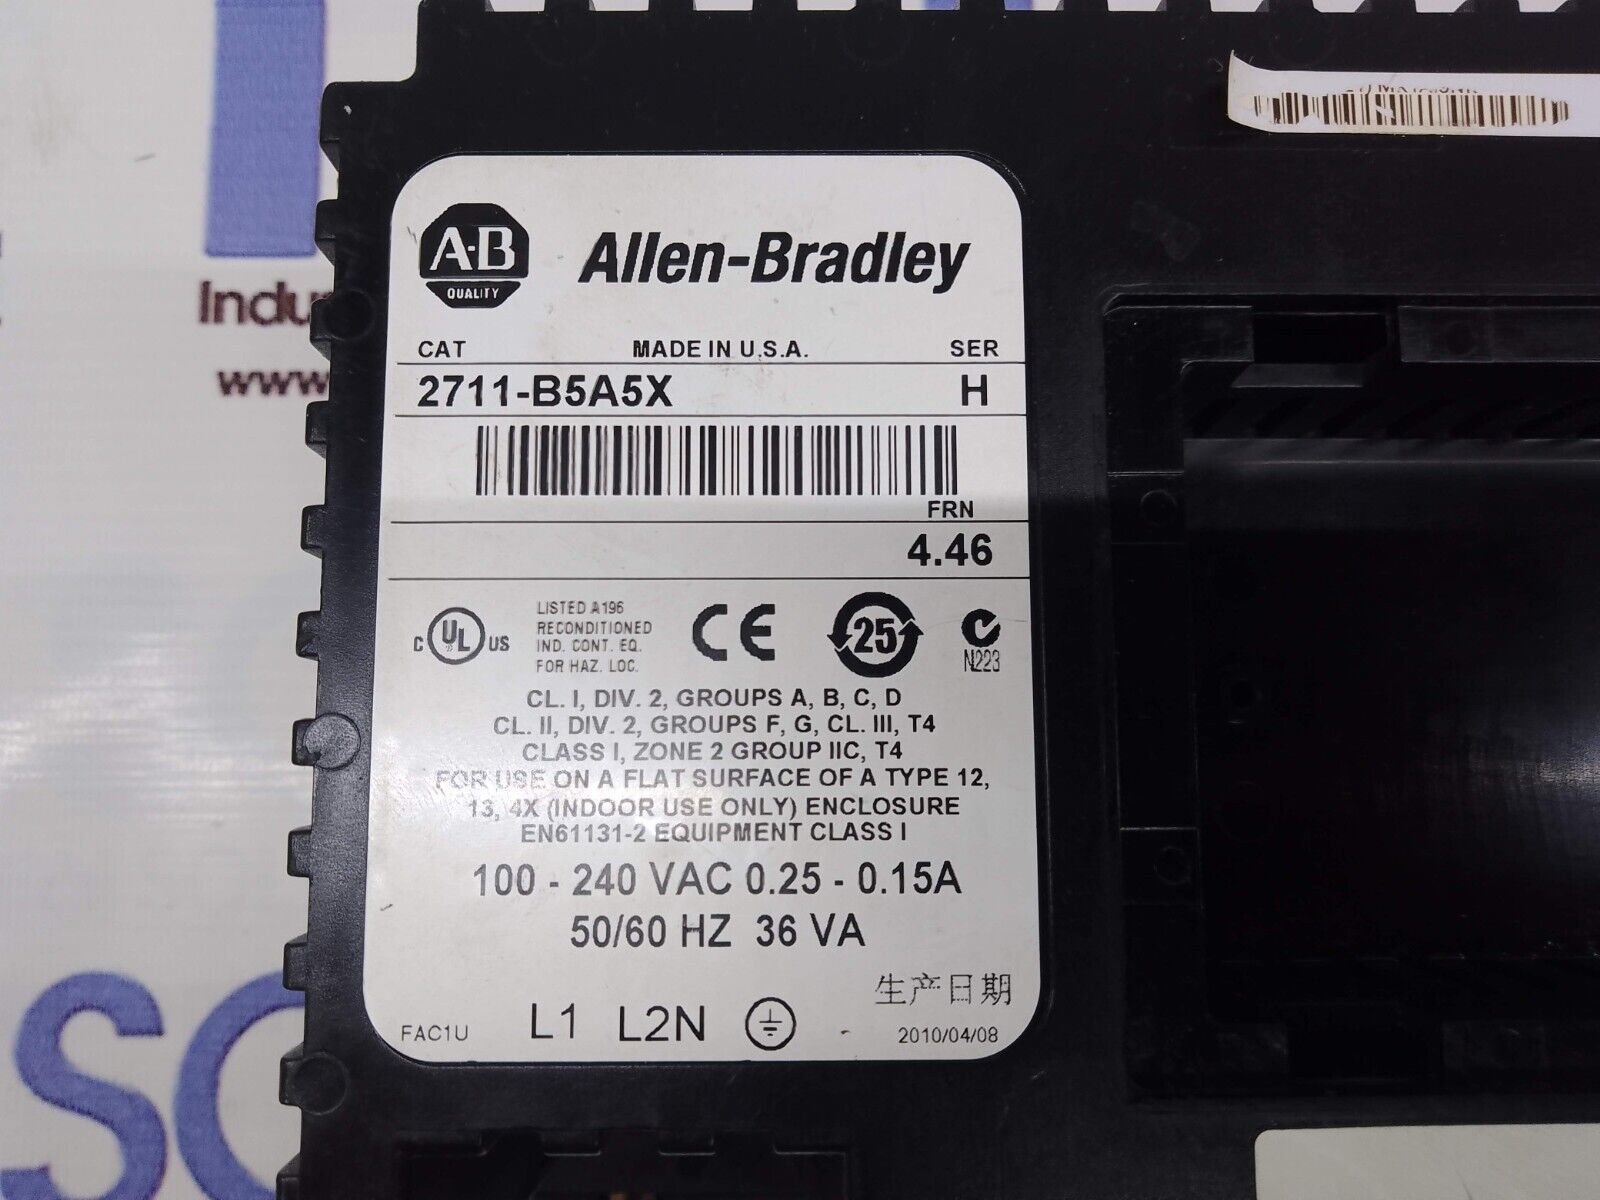 A·B
QUALITY
Allen-Bradley
CAT MADE IN U.S.A. SER
2711-B5A5X H
FRN
4.46
C UL US
LISTED A196
RECONDITIONED
IND. CONT. EQ.
FOR HAZ. LOC.
CE
25
N223
CL. I, DIV. 2, GROUPS A, B, C, D
CL. II, DIV. 2, GROUPS F, G, CL. III, T4
CLASS I, ZONE 2 GROUP IIC, T4
FOR USE ON A FLAT SURFACE OF A TYPE 12,
13, 4X (INDOOR USE ONLY) ENCLOSURE
EN61131-2 EQUIPMENT CLASS I
100 - 240 VAC 0.25 - 0.15A
50/60 HZ 36 VA
生产日期
FAC1U L1 L2N - 2010/04/08
Indu
www.
SO